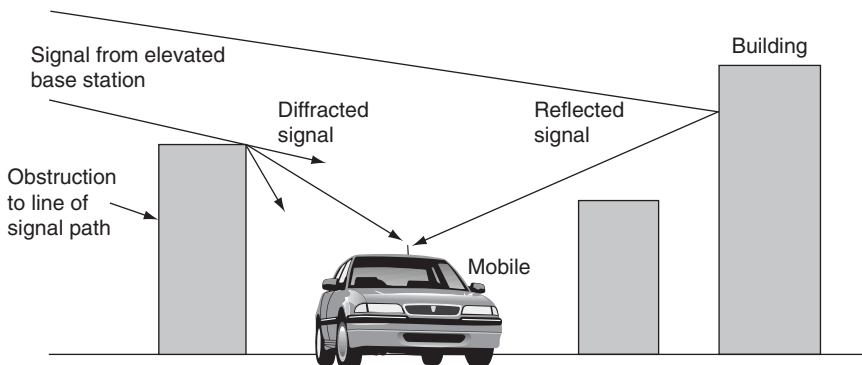 Signal from elevated
base station
Building
Diffracted
signal
Reflected
signal
Obstruction
to line of
signal path
Mobile